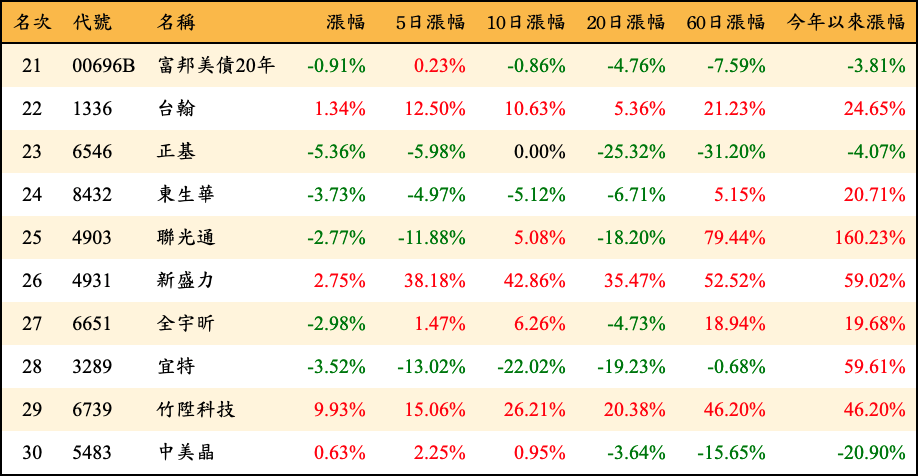 名次 代號 名稱 漲幅 5日漲幅 10日漲幅 20日漲幅 60日漲幅 今年以來漲幅
21 00696B 富邦美債20年 -0.91% 0.23% -0.86% -4.76% -7.59% -3.81%
22 1336 台翰 1.34% 12.50% 10.63% 5.36% 21.23% 24.65%
23 6546 正基 -5.36% -5.98% 0.00% -25.32% -31.20% -4.07%
24 8432 東生華 -3.73% -4.97% -5.12% -6.71% 5.15% 20.71%
25 4903 聯光通 -2.77% -11.88% 5.08% -18.20% 79.44% 160.23%
26 4931 新盛力 2.75% 38.18% 42.86% 35.47% 52.52% 59.02%
27 6651 全宇昕 -2.98% 1.47% 6.26% -4.73% 18.94% 19.68%
28 3289 宜特 -3.52% -13.02% -22.02% -19.23% -0.68% 59.61%
29 6739 竹陞科技 9.93% 15.06% 26.21% 20.38% 46.20% 46.20%
30 5483 中美晶 0.63% 2.25% 0.95% -3.64% -15.65% -20.90%